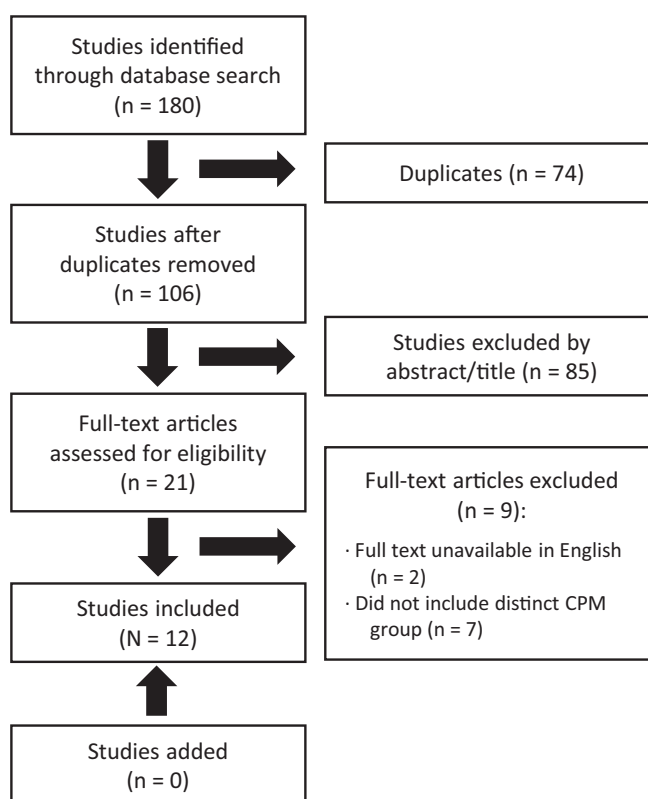 Studies identified
through database search
(n = 180)
Duplicates (n = 74)
Studies after
duplicates removed
(n = 106)
Studies excluded by
abstract/title (n = 85)
Full-text articles
assessed for eligibility
(n = 21)
Full-text articles excluded
(n = 9):
· Full text unavailable in English
(n = 2)
· Did not include distinct CPM
group (n = 7)
Studies included
(N = 12)
Studies added
(n = 0)